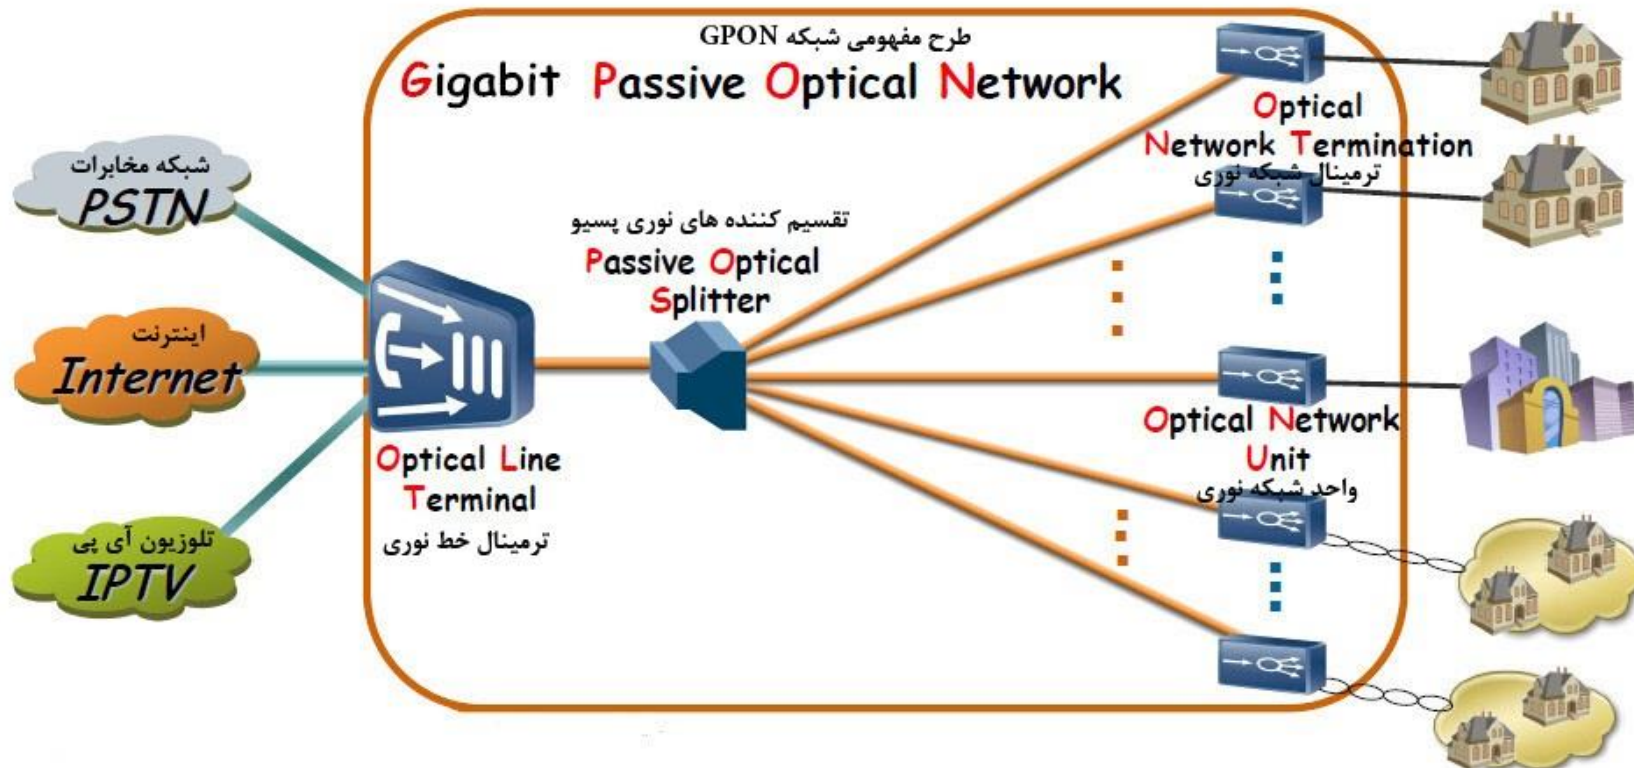 طرح مفهومی شبکه GPON
Gigabit Passive Optical Network
شبکه مخابرات
PSTN
اینترنت
Internet
تلوزیون آی پی
IPTV
Optical Line
Terminal
ترمینال خط نوری
تقسیم کننده های نوری پسیو
Passive Optical
Splitter
Optical
Network Termination
ترمینال شبکه نوری
Optical Network
Unit
واحد شبکه نوری